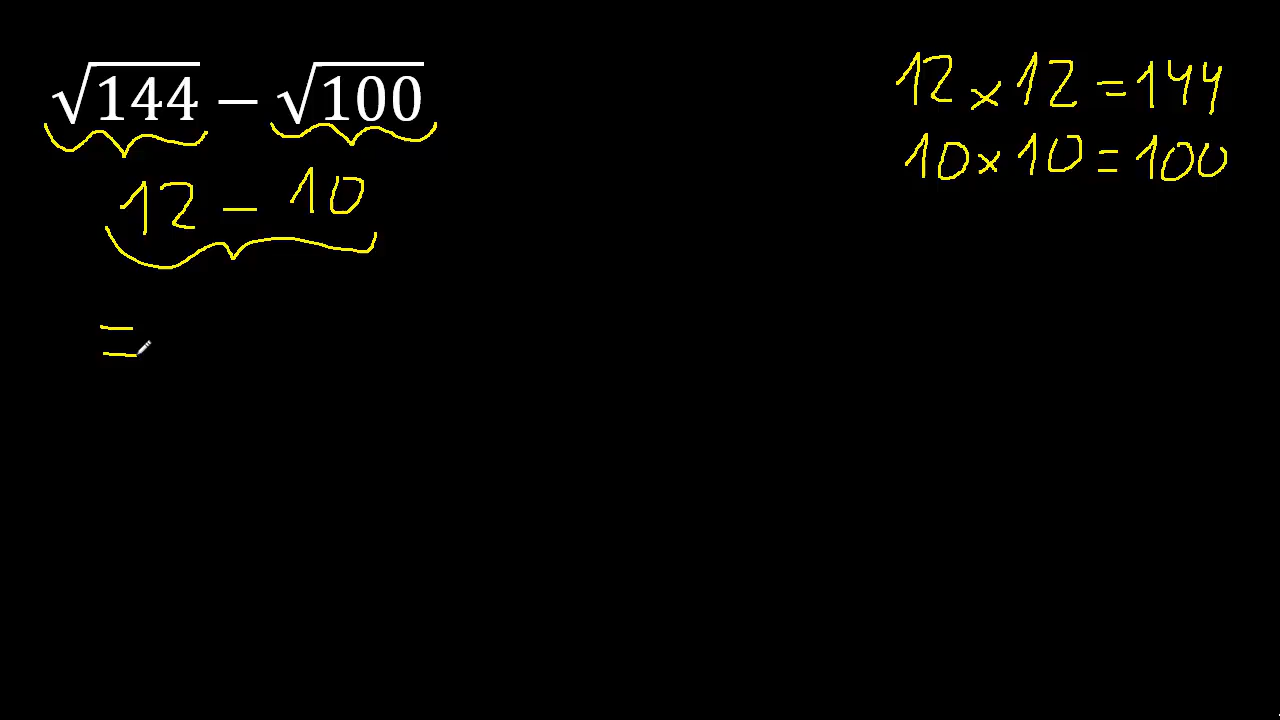 √144 − √100
12 × 12 = 144
10 × 10 = 100
12 − 10
=